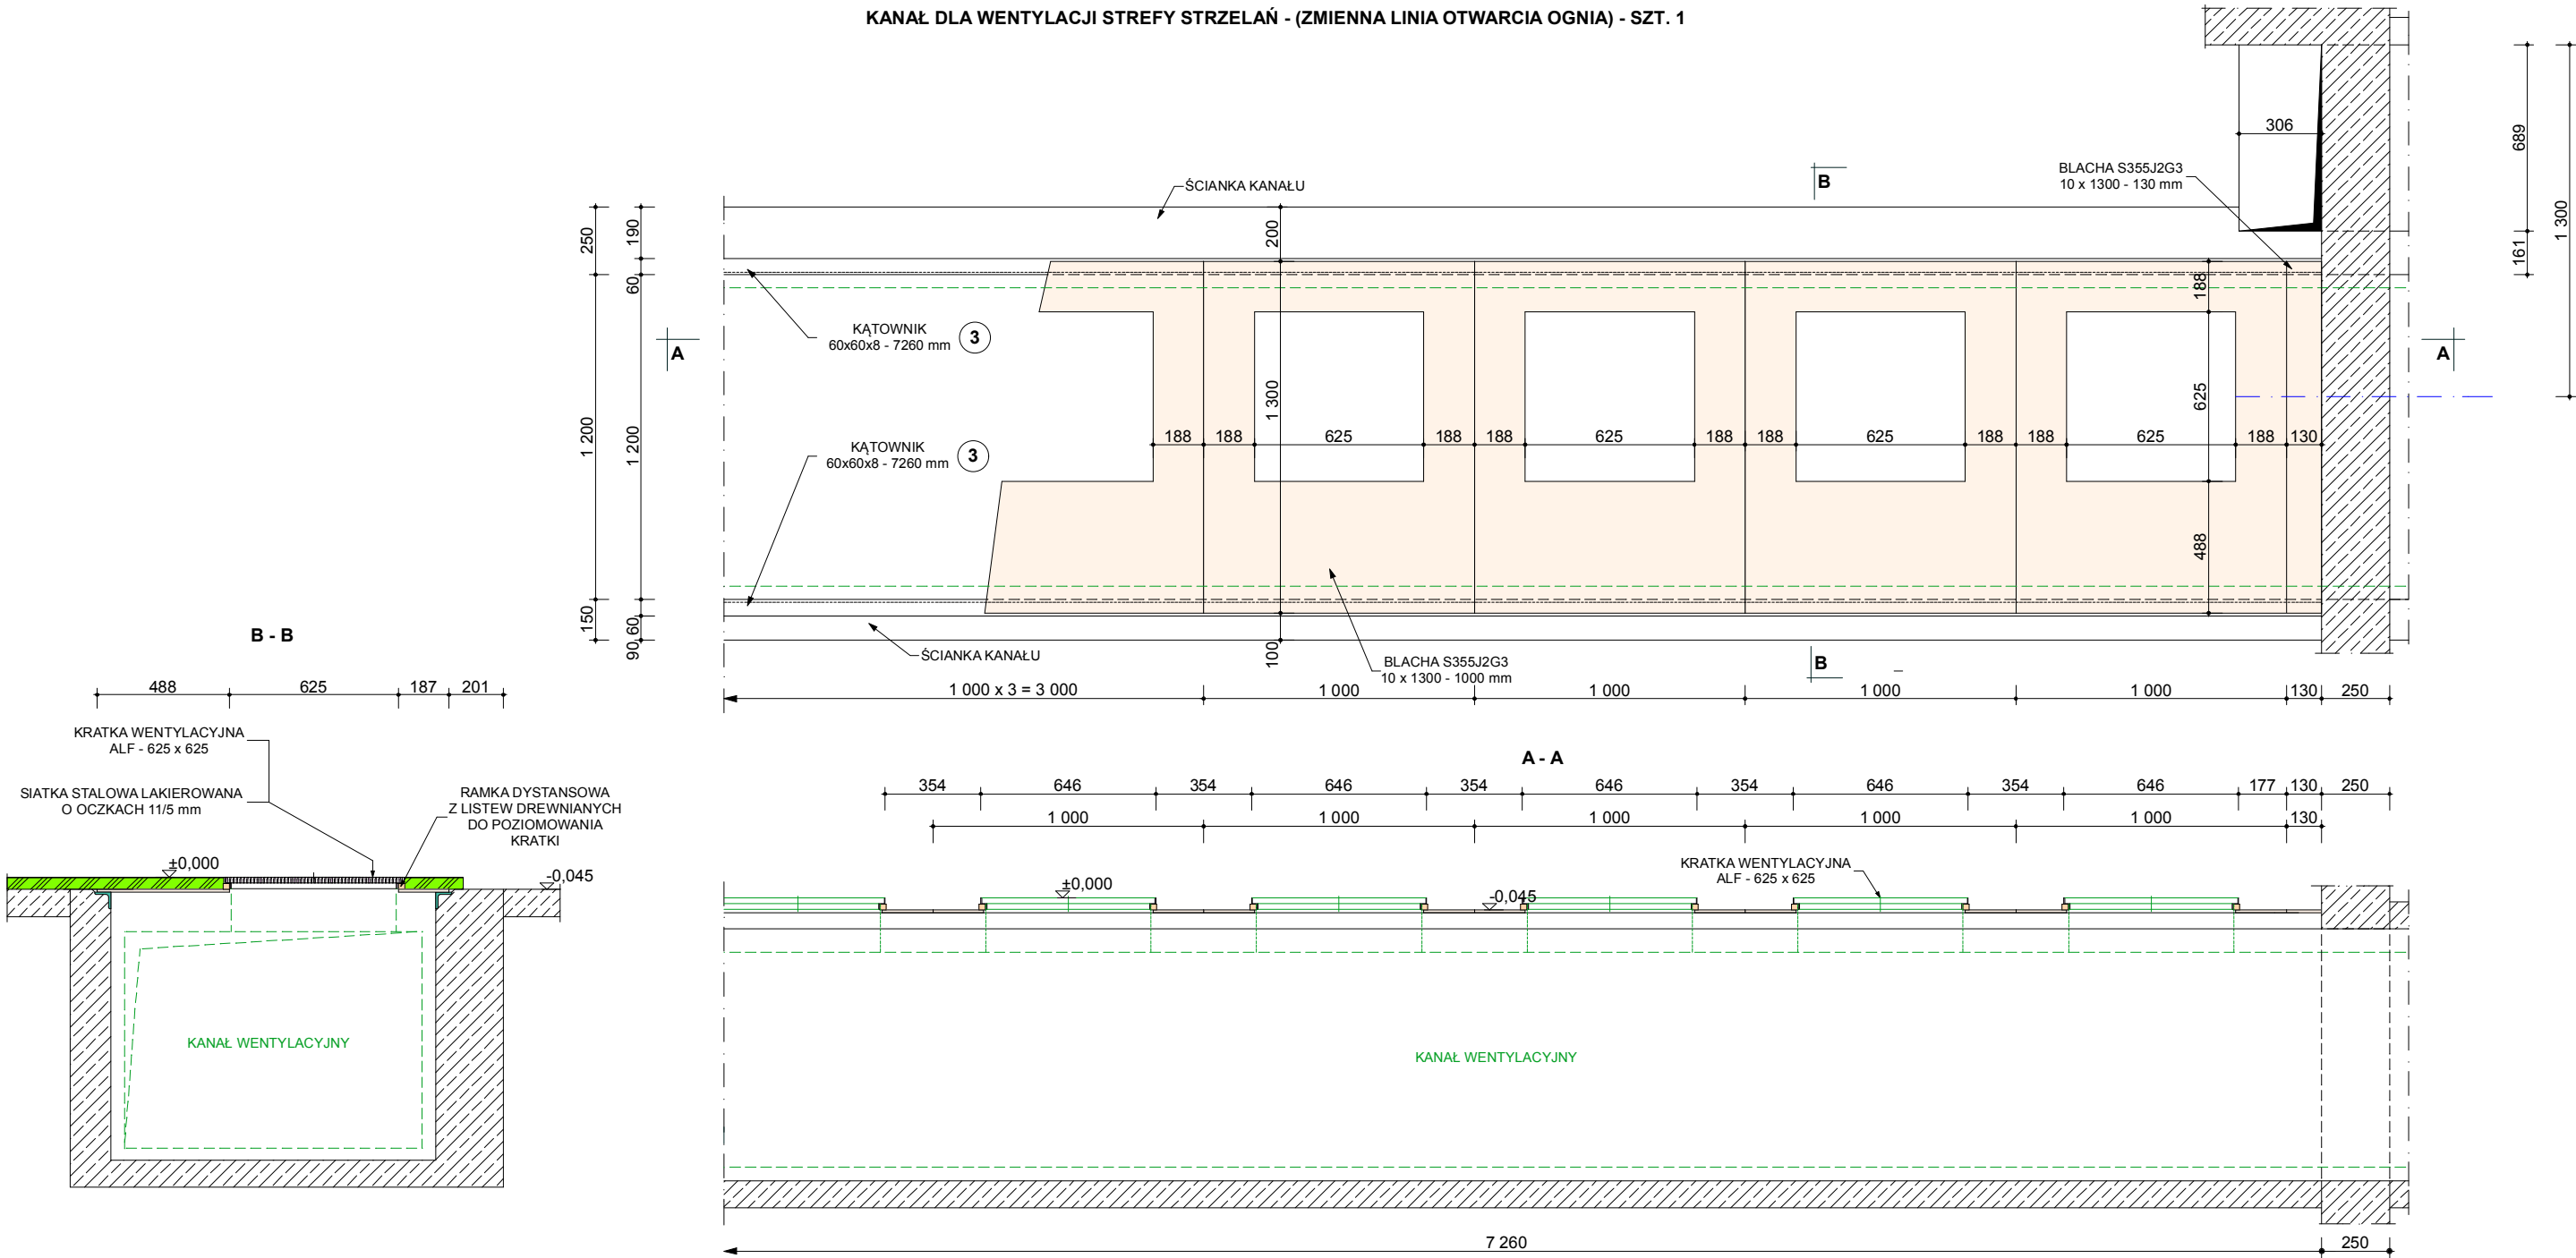 KANAŁ DLA WENTYLACJI STREFY STRZELAŃ - (ZMIENNA LINIA OTWARCIA OGNIA) - SZT. 1
306
689
161
1 300
BLACHA S355J2G3
10 x 1300 - 130 mm
B
ŚCIANKA KANAŁU
250
190
60
1 200
1 200
150
60
90
200
1 300
100
188
625
488
KĄTOWNIK
60x60x8 - 7260 mm
3
A
A
KĄTOWNIK
60x60x8 - 7260 mm
3
188
188
625
188
188
625
188
188
625
188
188
625
188
130
ŚCIANKA KANAŁU
BLACHA S355J2G3
10 x 1300 - 1000 mm
B
1 000 x 3 = 3 000
1 000
1 000
1 000
1 000
130
250
B - B
488
625
187
201
KRATKA WENTYLACYJNA
ALF - 625 x 625
SIATKA STALOWA LAKIEROWANA
O OCZKACH 11/5 mm
RAMKA DYSTANSOWA
Z LISTEW DREWNIANYCH
DO POZIOMOWANIA
KRATKI
±0,000
-0,045
KANAŁ WENTYLACYJNY
A - A
354
646
354
646
354
646
354
646
354
646
177
130
250
1 000
1 000
1 000
1 000
1 000
130
KRATKA WENTYLACYJNA
ALF - 625 x 625
±0,000
-0,045
KANAŁ WENTYLACYJNY
7 260
250